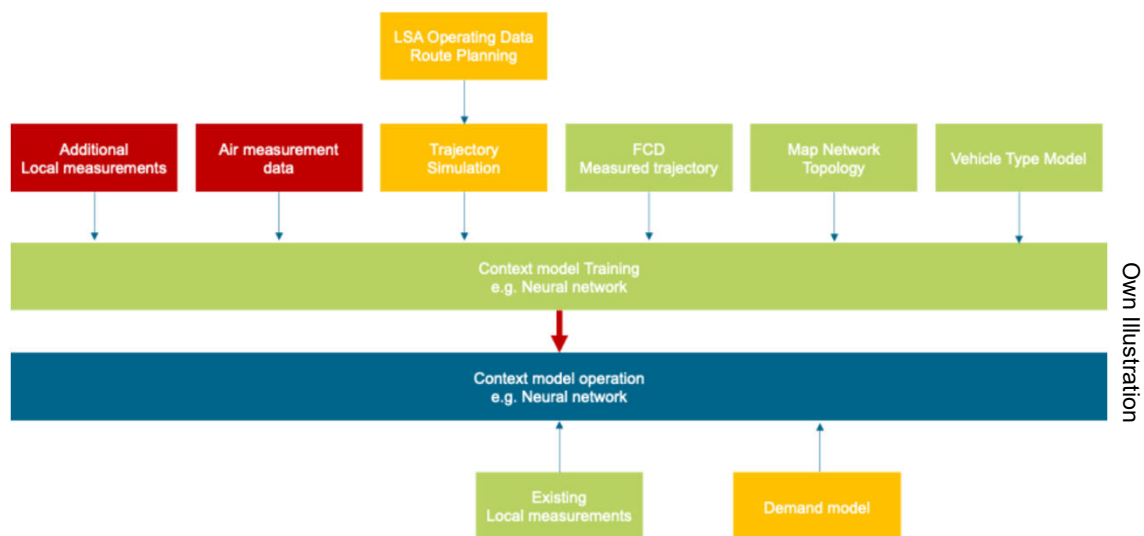 LSA Operating Data
Route Planning
Additional
Local measurements
Air measurement
data
Trajectory
Simulation
FCD
Measured trajectory
Map Network
Topology
Vehicle Type Model
Context model Training
e.g. Neural network
Own Illustration
Context model operation
e.g. Neural network
Existing
Local measurements
Demand model